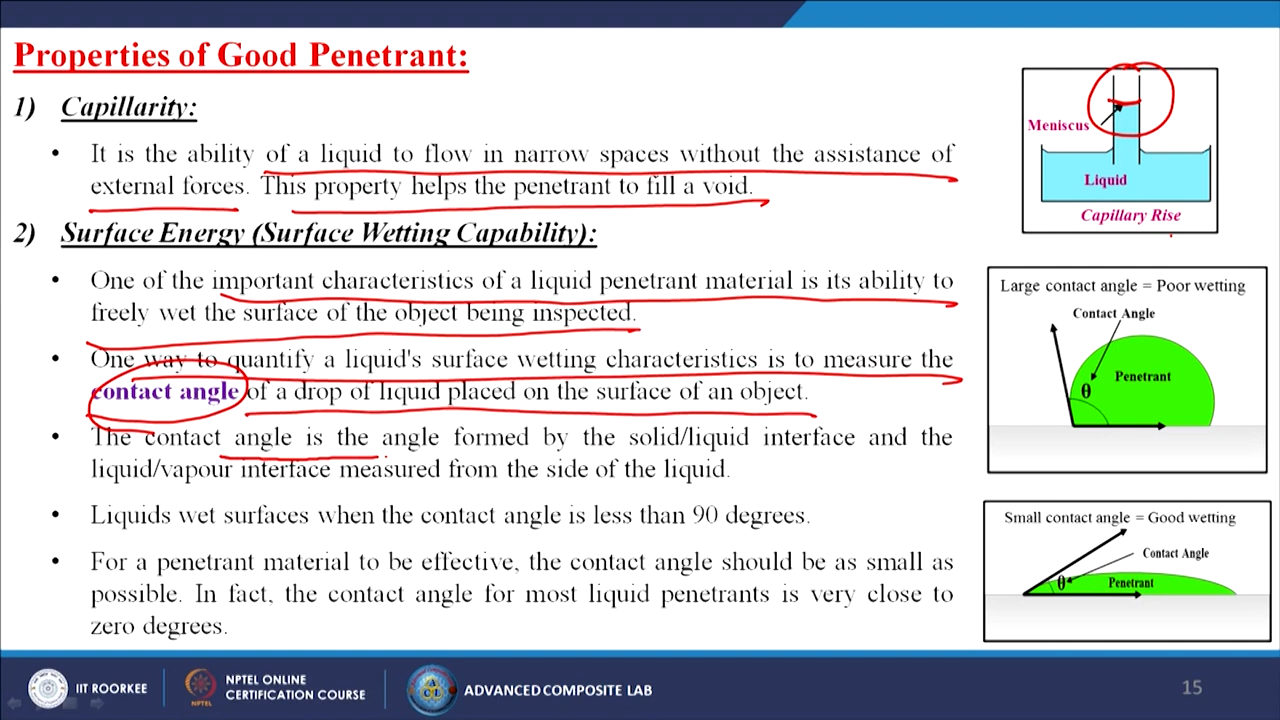 Properties of Good Penetrant:
1) Capillarity:
• It is the ability of a liquid to flow in narrow spaces without the assistance of
external forces. This property helps the penetrant to fill a void.
2) Surface Energy (Surface Wetting Capability):
• One of the important characteristics of a liquid penetrant material is its ability to
freely wet the surface of the object being inspected.
• One way to quantify a liquid's surface wetting characteristics is to measure the
contact angle of a drop of liquid placed on the surface of an object.
• The contact angle is the angle formed by the solid/liquid interface and the
liquid/vapour interface measured from the side of the liquid.
• Liquids wet surfaces when the contact angle is less than 90 degrees.
• For a penetrant material to be effective, the contact angle should be as small as
possible. In fact, the contact angle for most liquid penetrants is very close to
zero degrees.
Meniscus
Liquid
Capillary Rise
Large contact angle = Poor wetting
Contact Angle
Penetrant
θ
Small contact angle = Good wetting
Contact Angle
θ
Penetrant
IIT ROORKEE
NPTEL
NPTEL ONLINE
CERTIFICATION COURSE
ACL
ADVANCED COMPOSITE LAB
15